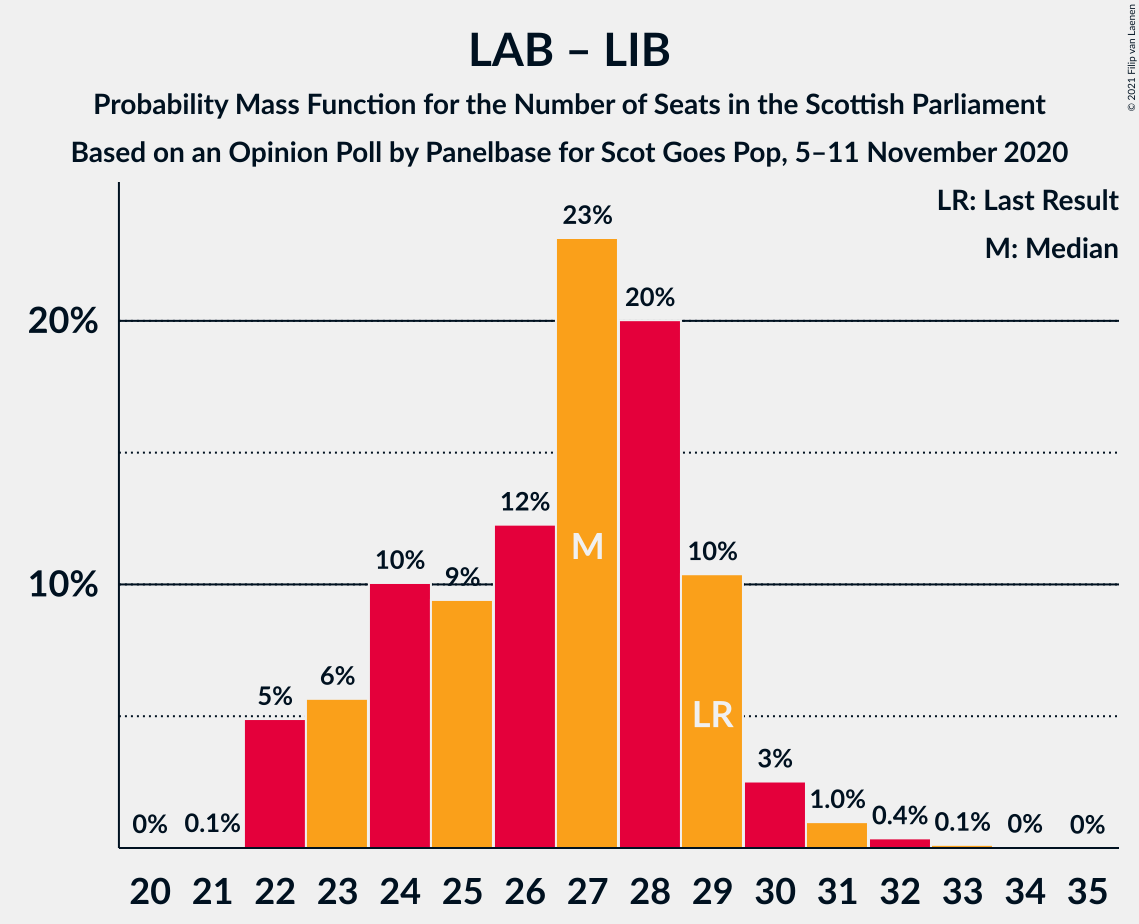 LAB – LIB
Probability Mass Function for the Number of Seats in the Scottish Parliament
Based on an Opinion Poll by Panelbase for Scot Goes Pop, 5–11 November 2020
© 2021 Filip van Laenen
LR: Last Result
M: Median
20%
10%
0%
0.1%
5%
6%
10%
9%
12%
23%
20%
10%
3%
1.0%
0.4%
0.1%
0%
0%
M
LR
20 21 22 23 24 25 26 27 28 29 30 31 32 33 34 35